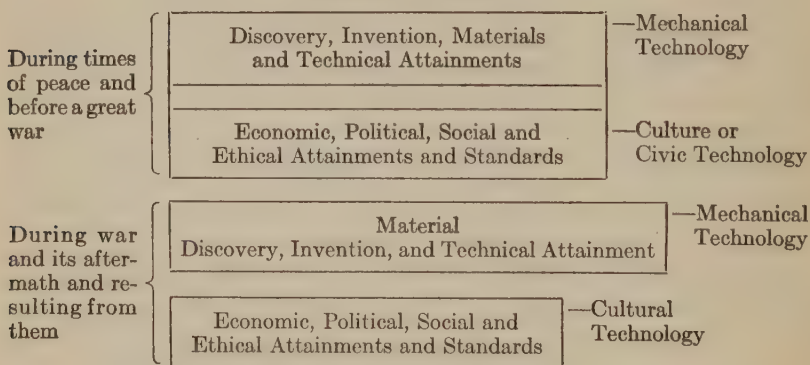 During times
of peace and
before a great
war
Discovery, Invention, Materials
and Technical Attainments
—Mechanical
Technology
Economic, Political, Social and
Ethical Attainments and Standards
—Culture or
Civic Technology
During war
and its after-
math and re-
sulting from
them
Material
Discovery, Invention, and Technical Attainment
—Mechanical
Technology
Economic, Political, Social and
Ethical Attainments and Standards
—Cultural
Technology